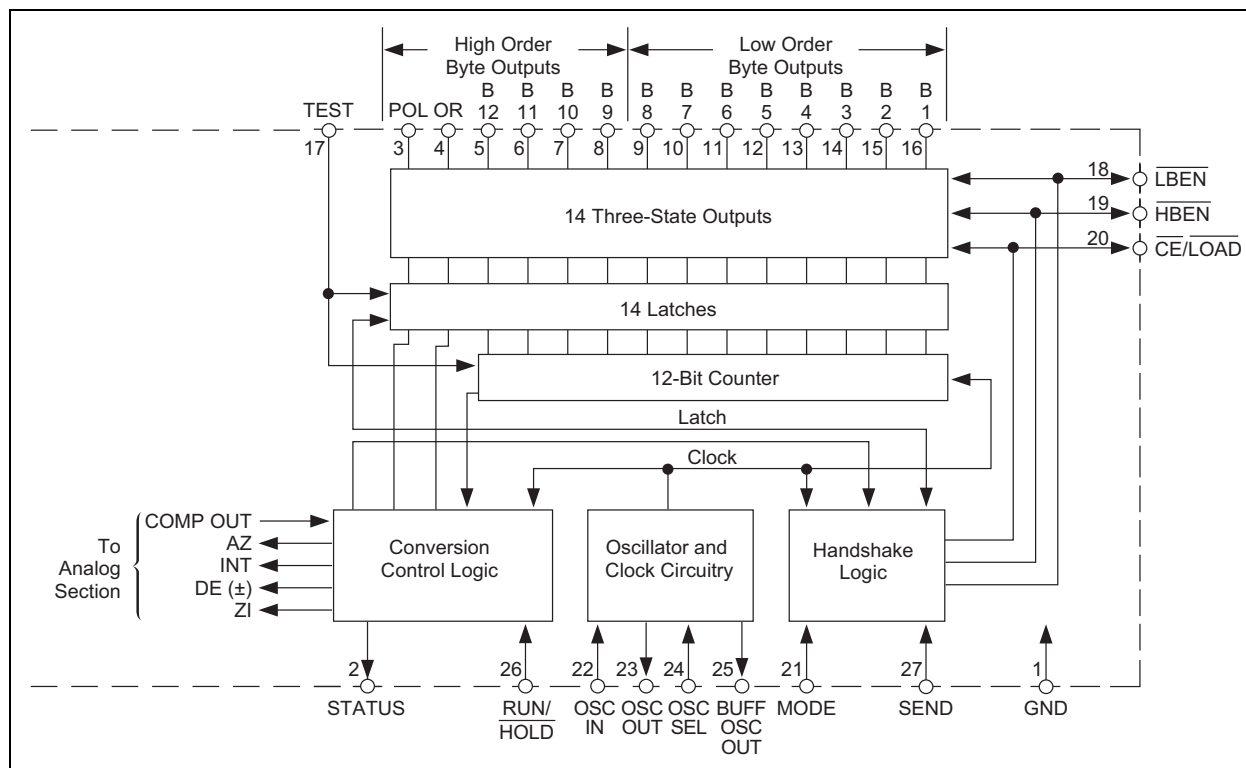 High Order
Byte Outputs
Low Order
Byte Outputs
B B B B B B B B B B B B
TEST POL OR 12 11 10 9 8 7 6 5 4 3 2 1
17 3 4 5 6 7 8 9 10 11 12 13 14 15 16
14 Three-State Outputs
18 LBEN
19 HBEN
20 CE/LOAD
14 Latches
12-Bit Counter
Latch
Clock
To
Analog
Section
COMP OUT
AZ
INT
DE (±)
ZI
Conversion
Control Logic
Oscillator and
Clock Circuitry
Handshake
Logic
2 26 22 23 24 25 21 27 1
STATUS
RUN/
HOLD
OSC
IN
OSC
OUT
OSC
SEL
BUFF
OSC
OUT
MODE
SEND
GND